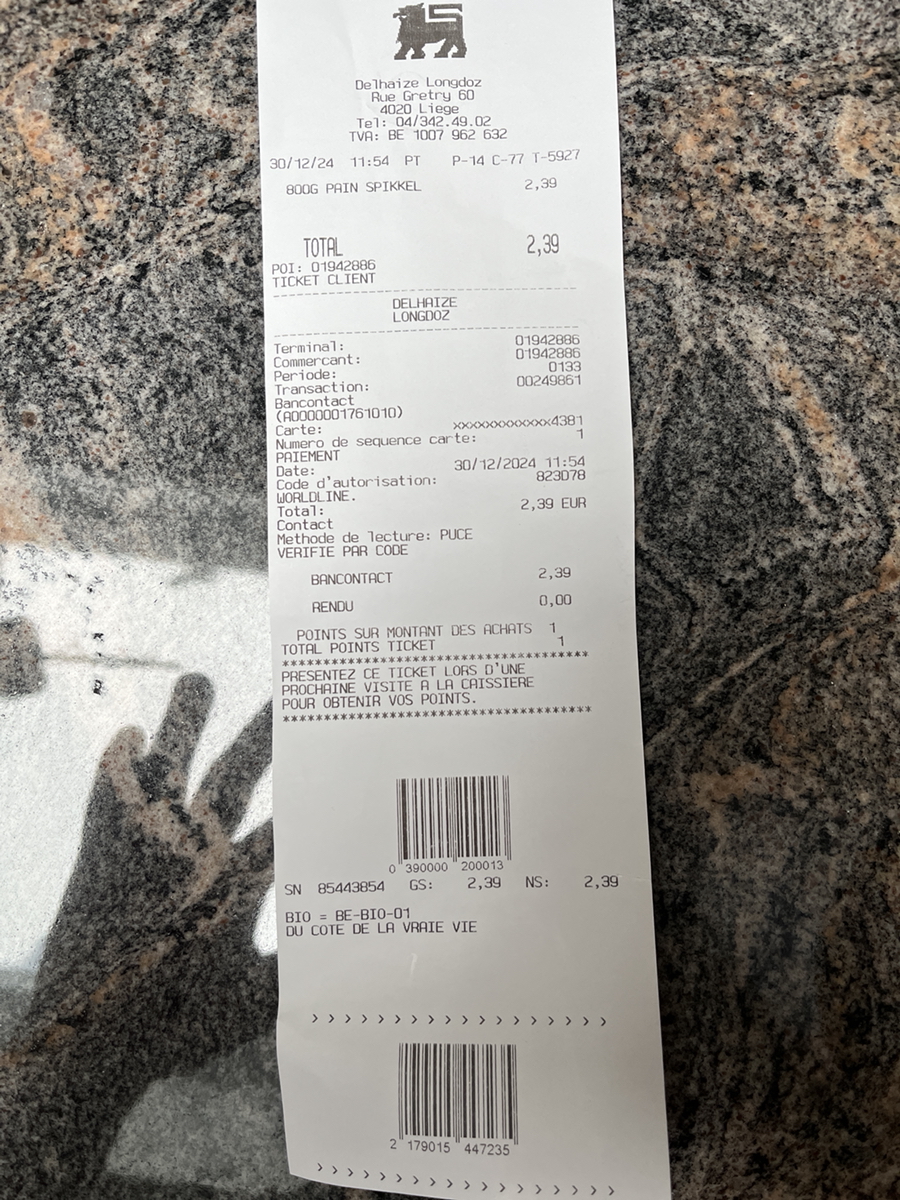 Delhaize Longdoz
Rue Gretry 60
4020 Liege
Tel: 04/342.49.02
TVA: BE 1007 962 632
30/12/24 11:54 PT P-14 C-77 T-5927
800G PAIN SPIKKEL 2,39
TOTAL 2,39
POI: 01942886
TICKET CLIENT
DELHAIZE
LONGDOZ
Terminal: 01942886
Commercant: 01942886
Periode: 0133
Transaction: 00249861
Bancontact
(A0000001761010)
Carte: xxxxxxxxxxxxx4381
Numero de sequence carte: 1
PAIEMENT
Date: 30/12/2024 11:54
Code d'autorisation: 823078
WORLDLINE.
Total: 2,39 EUR
Contact
Methode de lecture: PUCE
VERIFIE PAR CODE
BANCONTACT 2,39
RENDU 0,00
POINTS SUR MONTANT DES ACHATS 1
TOTAL POINTS TICKET 1
************************************
PRESENTEZ CE TICKET LORS D'UNE
PROCHAINE VISITE A LA CAISSIERE
POUR OBTENIR VOS POINTS.
************************************
0 390000 200013
SN 85443854 GS: 2,39 NS: 2,39
BIO = BE-BIO-01
DU COTE DE LA VRAIE VIE
> > > > > > > > > > > > > > > > > >
2 179015 447235
> > > > > > > > > > > > > > > > > >